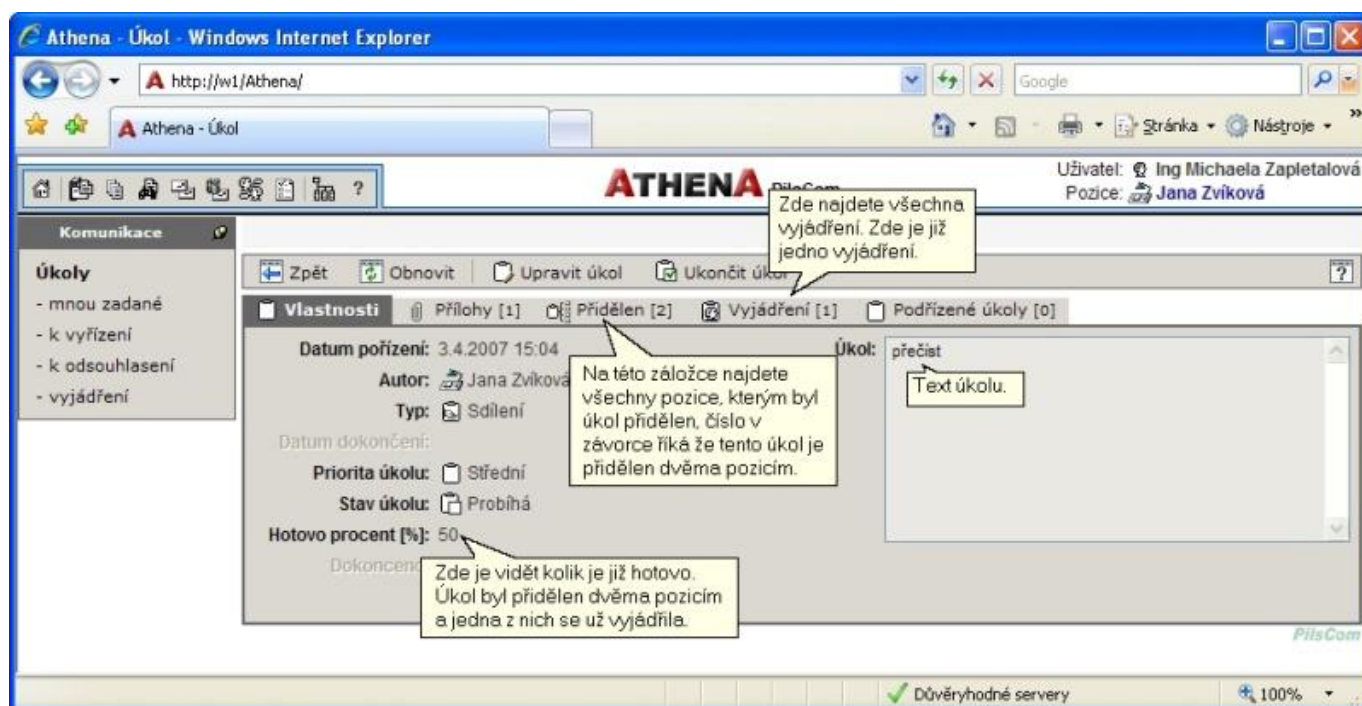 Athena - Úkol - Windows Internet Explorer
http://w1/Athena/
Google
Athena - Úkol
Stránka
Nástroje
»
?
ATHENA
Uživatel: Ing Michaela Zapletalová
Pozice: Jana Zvíková
Zde najdete všechna
vyjádření. Zde je již
jedno vyjádření.
Komunikace
Úkoly
- mnou zadané
- k vyřízení
- k odsouhlasení
- vyjádření
Zpět Obnovit Upravit úkol Ukončit úkol ?
Vlastnosti Přílohy [1] Přidělen [2] Vyjádření [1] Podřízené úkoly [0]
Datum pořízení: 3.4.2007 15:04
Autor: Jana Zvíková
Typ: Sdílení
Datum dokončení:
Priorita úkolu: Střední
Stav úkolu: Probíhá
Hotovo procent [%]: 50
Dokonceno
Na této záložce najdete
všechny pozice, kterým byl
úkol přidělen, číslo v
závorce říká že tento úkol je
přidělen dvěma pozicím.
Úkol: přečíst
Text úkolu.
Zde je vidět kolik je již hotovo.
Úkol byl přidělen dvěma pozicím
a jedna z nich se už vyjádřila.
PilsCom
Důvěryhodné servery
100%